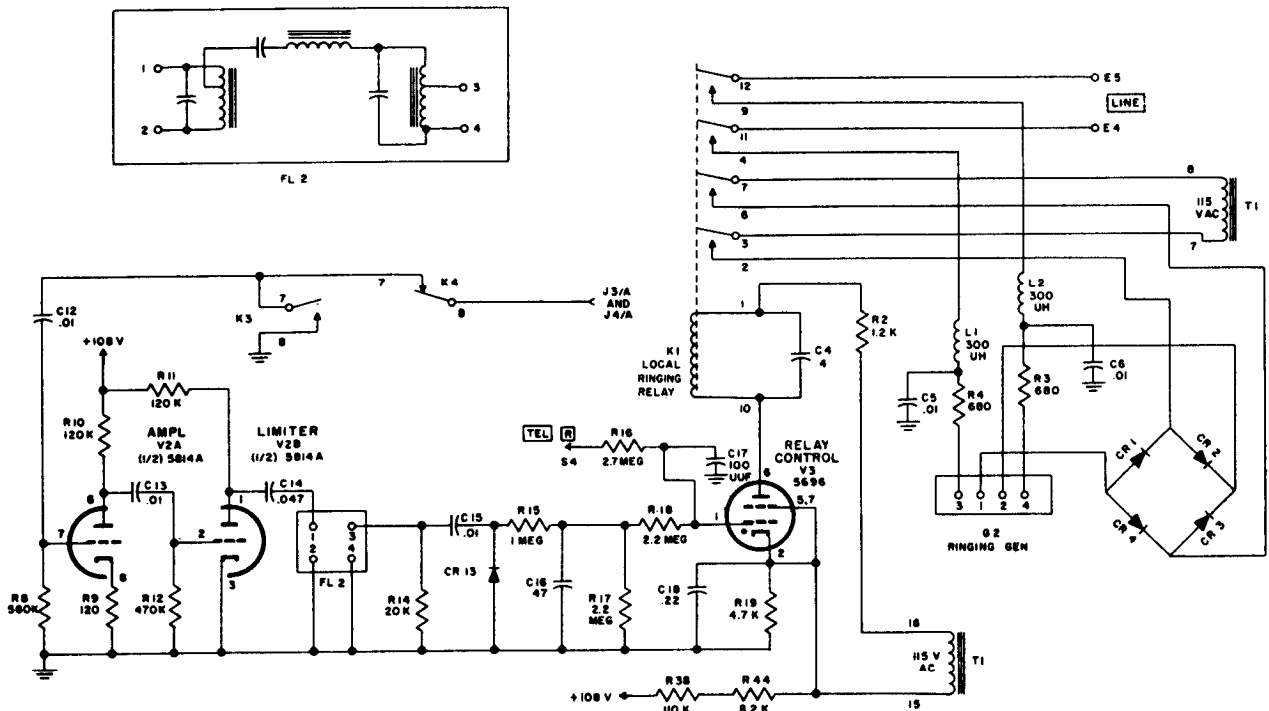 1
2
3
4
FL 2
12
E5
9
LINE
11
E4
4
7
8
6
115 VAC
T1
3
7
2
C12 .01
7
K3
8
7
K4
8
J3/A AND J4/A
+108V
R11
120 K
R10 120K
AMPL V2A (1/2) 5814A
LIMITER V2B (1/2) 5814A
1
K1 LOCAL RINGING RELAY
C4 4
10
R2 1.2 K
L2 300 UH
L1 300 UH
C5 .01
R4 680
R3 680
C6 .01
TEL
R
S4
R16
2.7 MEG
C17 100 UUF
RELAY CONTROL V3 5696
6
5,7
1
2
CR 1
CR 2
CR 4
CR 3
3
1
2
4
G2 RINGING GEN
6
C13 .01
7
8
1
C14 .047
2
3
1
3
2
4
FL 2
C15 .01
R15
1 MEG
R18
2.2 MEG
R8 560K
R9 120
R12 470K
R14 20K
CR 13
C16 47
R17 2.2 MEG
C18 .22
R19 4.7 K
16
115 V AC
T1
15
+108 V
R38
110 K
R44
8.2 K